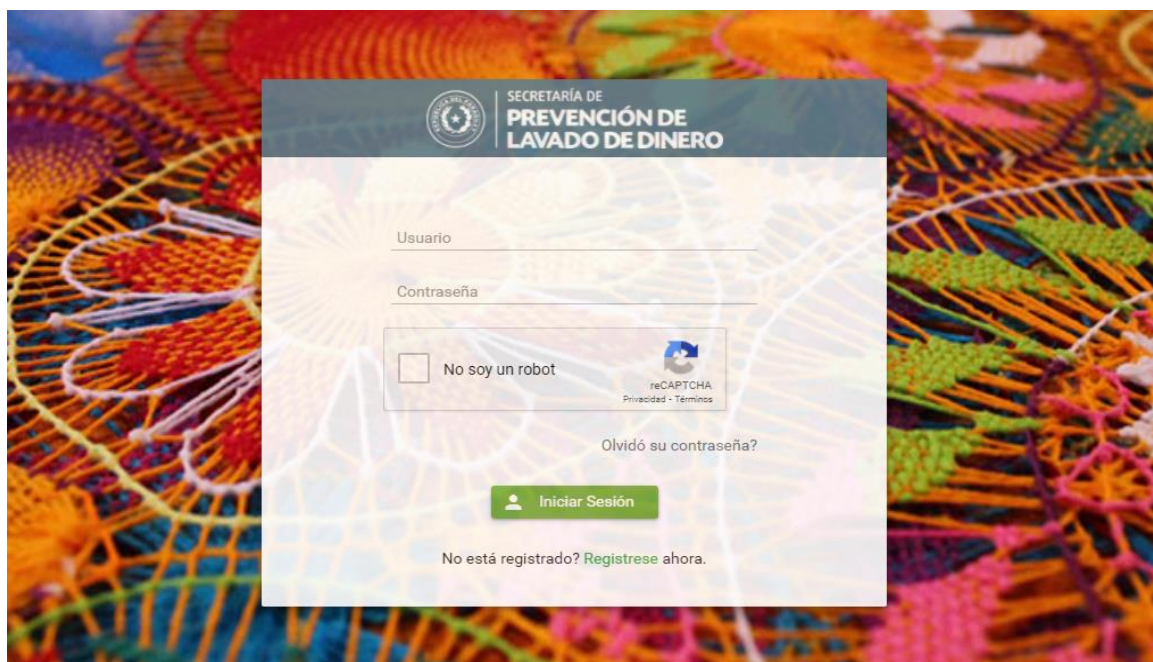 SECRETARÍA DE
PREVENCIÓN DE
LAVADO DE DINERO
Usuario
Contraseña
No soy un robot
reCAPTCHA
Privacidad - Términos
Olvidó su contraseña?
Iniciar Sesión
No está registrado? Registrese ahora.